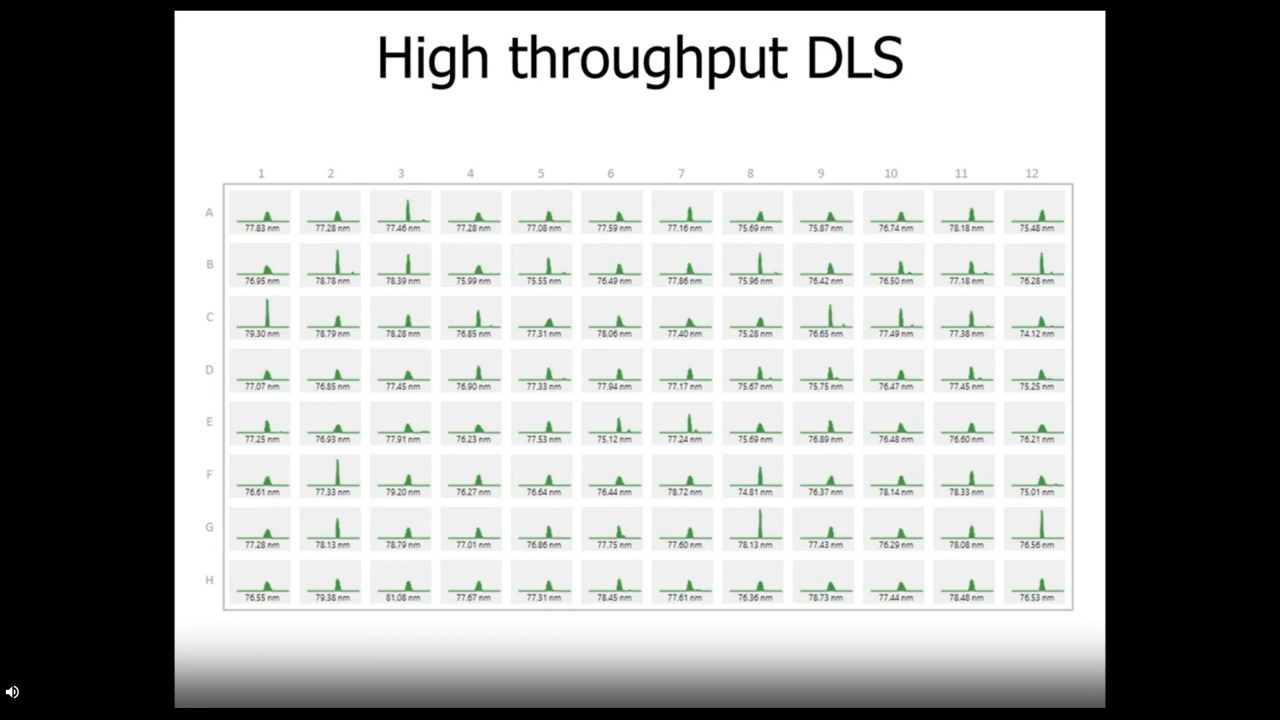 High throughput DLS
1 2 3 4 5 6 7 8 9 10 11 12
A
77.83 nm 77.28 nm 77.46 nm 77.28 nm 77.08 nm 77.59 nm 77.16 nm 75.69 nm 75.87 nm 76.74 nm 78.18 nm 75.48 nm
B
76.95 nm 78.78 nm 78.39 nm 75.99 nm 75.55 nm 76.49 nm 77.86 nm 75.96 nm 76.42 nm 76.50 nm 77.18 nm 76.28 nm
C
79.30 nm 78.79 nm 78.28 nm 76.85 nm 77.31 nm 78.06 nm 77.40 nm 75.28 nm 76.65 nm 77.49 nm 77.38 nm 74.12 nm
D
77.07 nm 76.85 nm 77.45 nm 76.90 nm 77.33 nm 77.94 nm 77.17 nm 75.67 nm 75.75 nm 76.47 nm 77.45 nm 75.25 nm
E
77.25 nm 76.93 nm 77.91 nm 76.23 nm 77.53 nm 75.12 nm 77.24 nm 75.69 nm 76.89 nm 76.48 nm 76.60 nm 76.21 nm
F
76.61 nm 77.33 nm 79.20 nm 76.27 nm 76.64 nm 76.44 nm 78.72 nm 74.81 nm 76.37 nm 78.14 nm 78.33 nm 75.01 nm
G
77.28 nm 78.13 nm 78.79 nm 77.01 nm 76.86 nm 77.75 nm 77.60 nm 78.13 nm 77.43 nm 76.29 nm 78.08 nm 76.56 nm
H
76.55 nm 79.38 nm 81.08 nm 77.67 nm 77.31 nm 78.45 nm 77.61 nm 76.36 nm 78.73 nm 77.44 nm 78.48 nm 76.53 nm